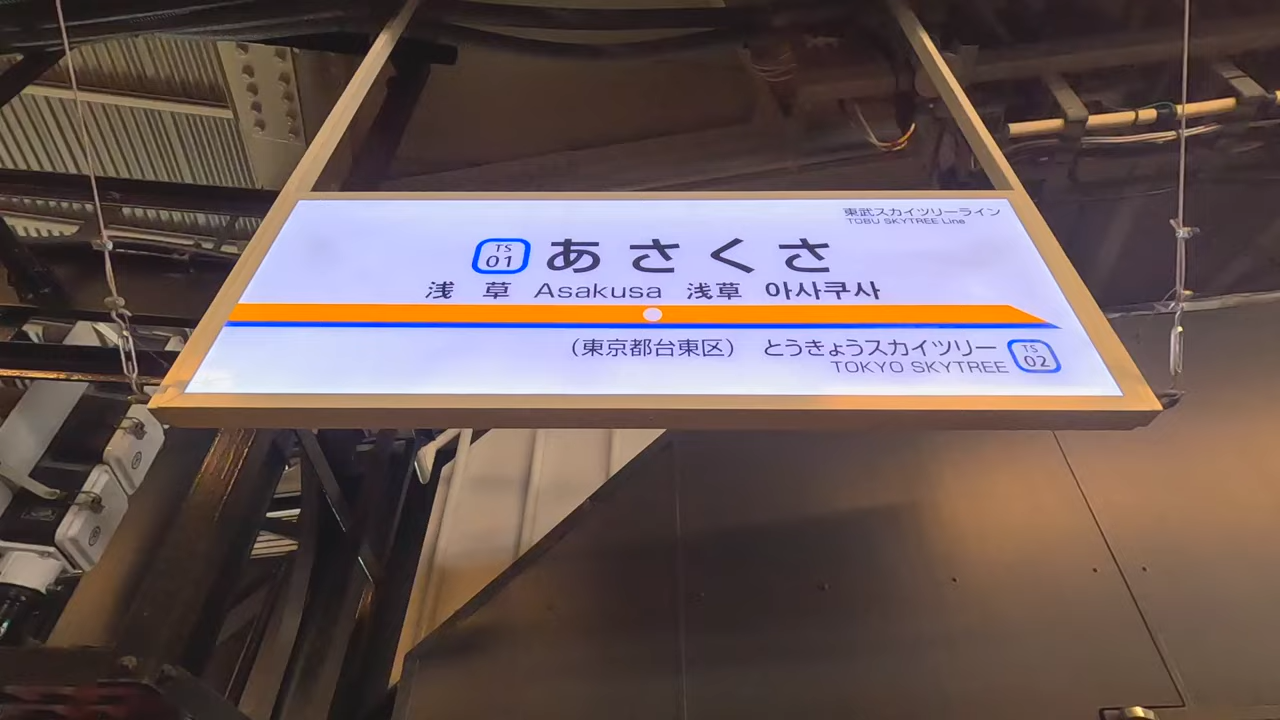 東武スカイツリーライン
TOBU SKYTREE Line
TS 01 あさくさ
浅 草 Asakusa 浅草 아사쿠사
(東京都台東区) とうきょうスカイツリー TS 02
TOKYO SKYTREE